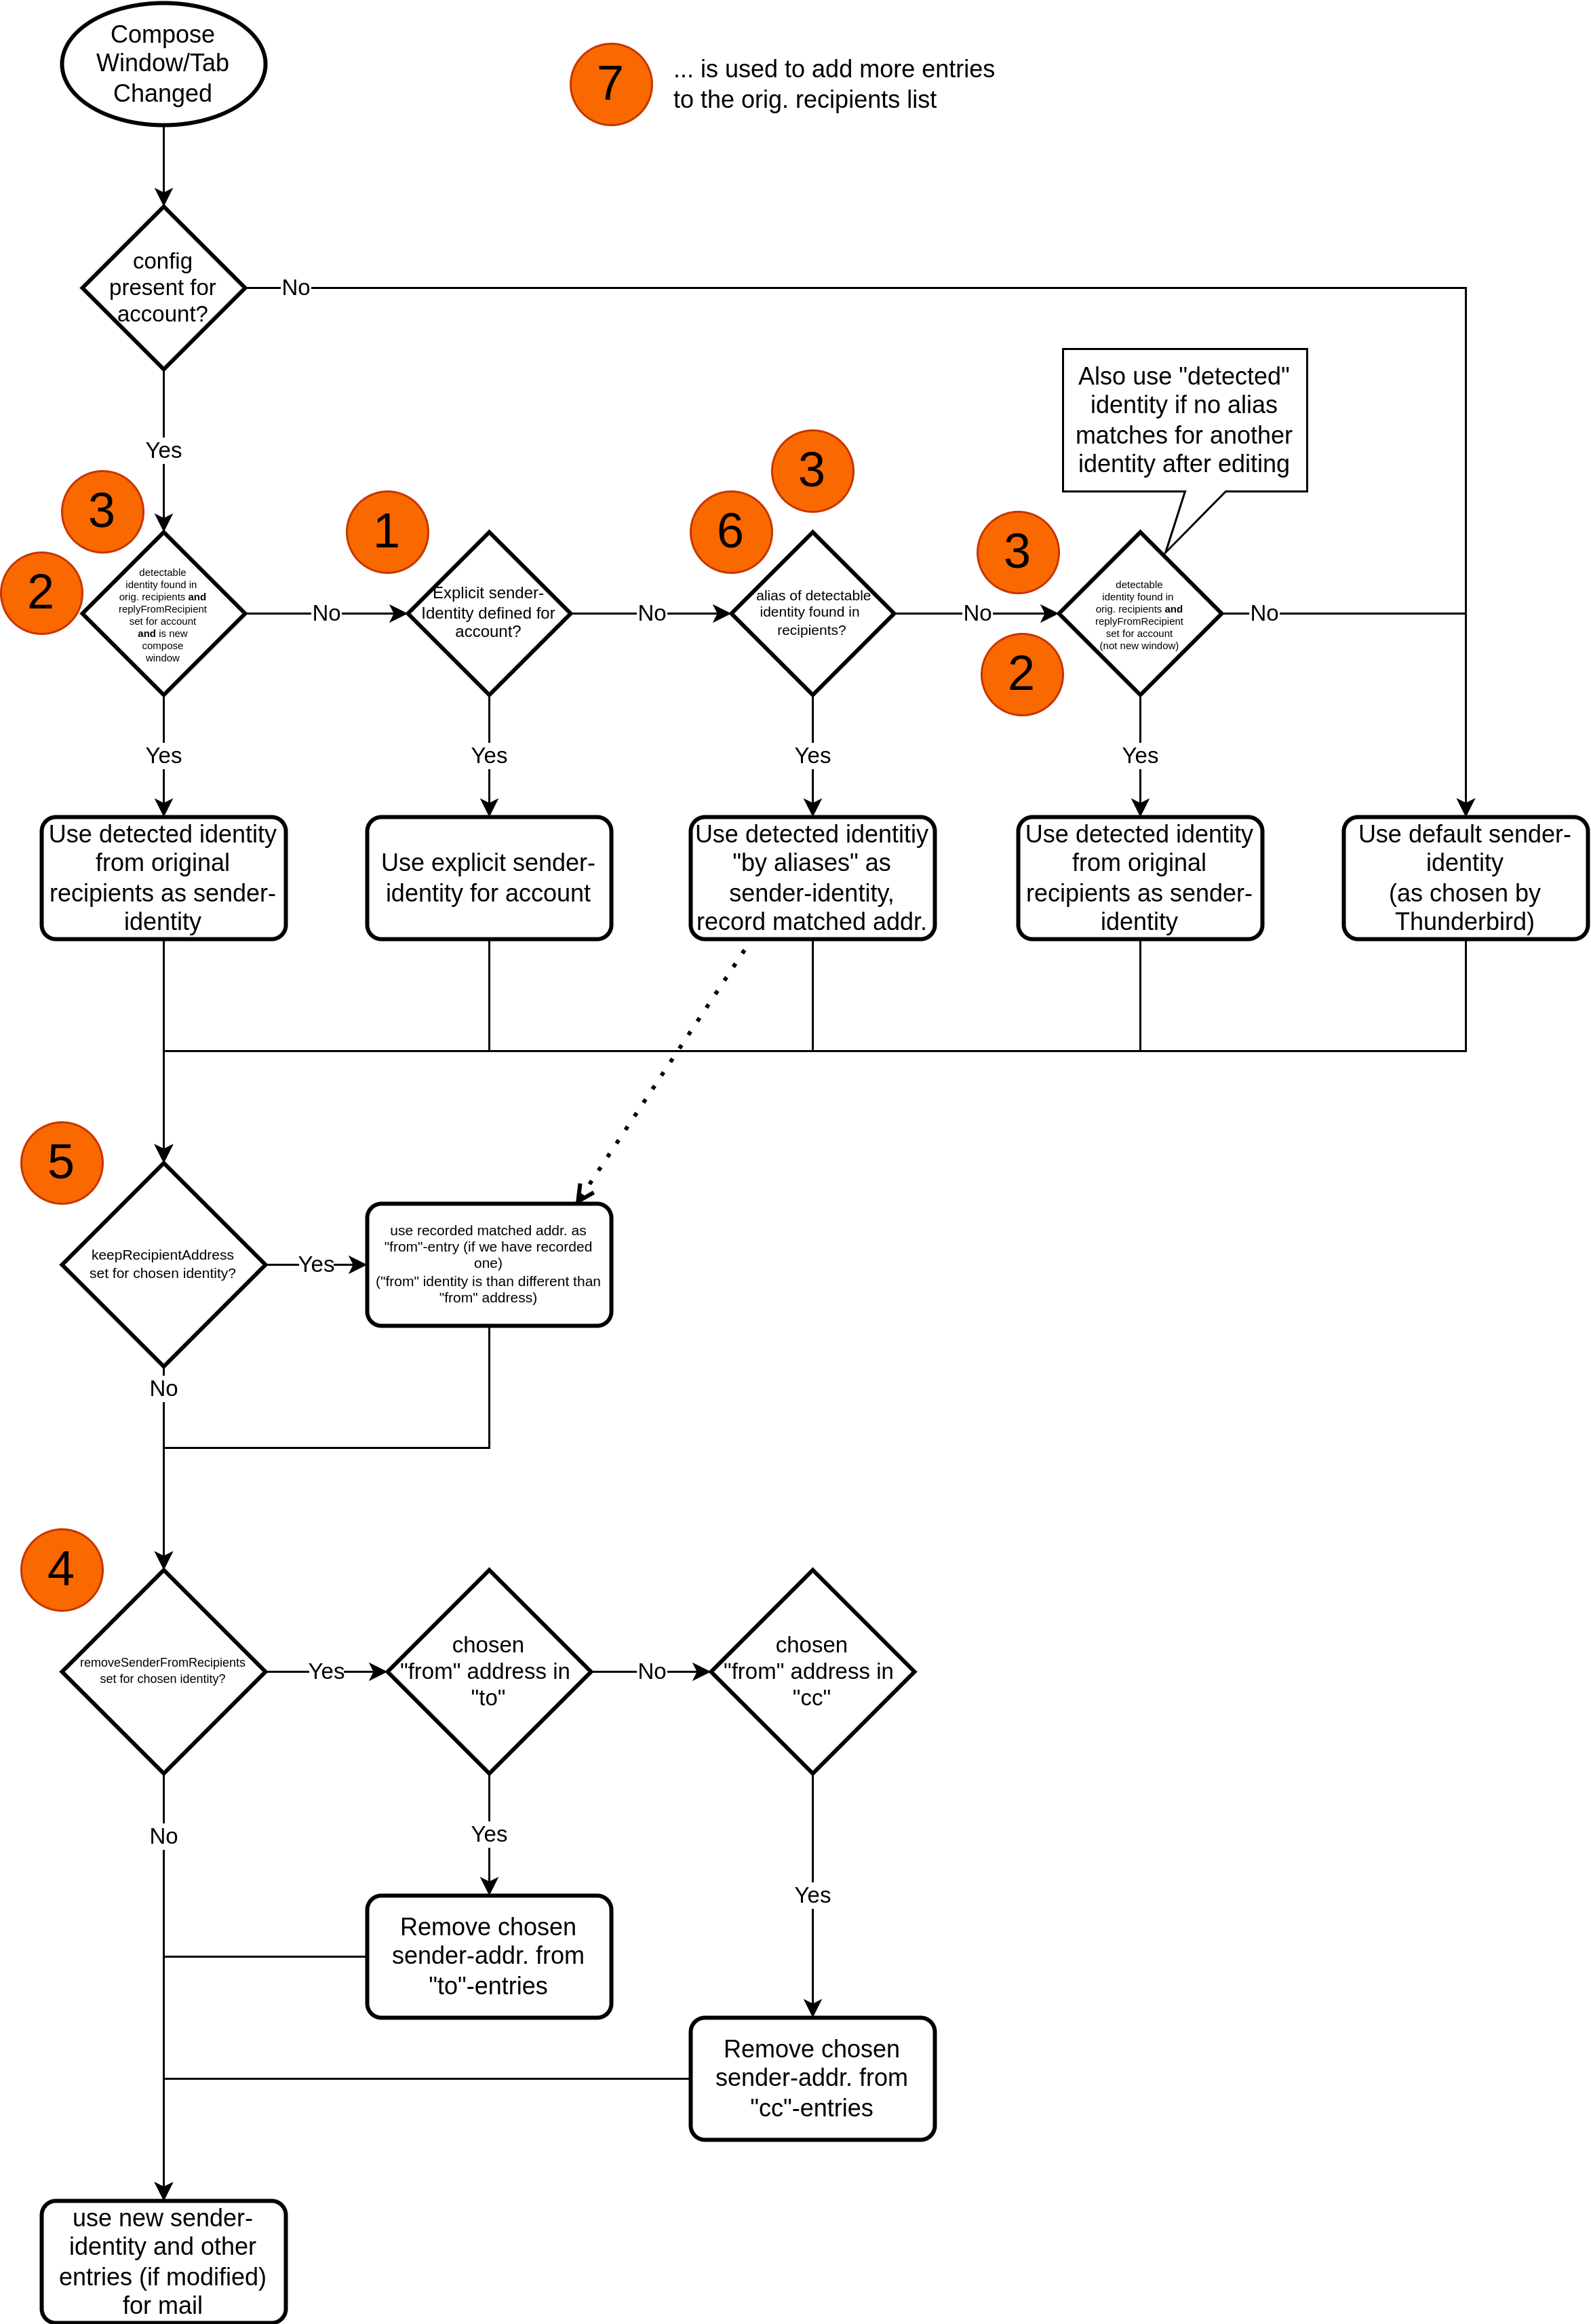 Compose
Window/Tab
Changed
7
... is used to add more entries
to the orig. recipients list
config
present for
account?
No
Yes
Also use "detected"
identity if no alias
matches for another
identity after editing
3
2
detectable
identity found in
orig. recipients and
replyFromRecipient
set for account
and is new
compose
window
No
1
Explicit sender-
Identity defined for
account?
No
6
3
alias of detectable
identity found in
recipients?
No
3
2
detectable
identity found in
orig. recipients and
replyFromRecipient
set for account
(not new window)
No
Yes
Yes
Yes
Yes
Use detected identity
from original
recipients as sender-
identity
Use explicit sender-
identity for account
Use detected identitiy
"by aliases" as
sender-identity,
record matched addr.
Use detected identity
from original
recipients as sender-
identity
Use default sender-
identity
(as chosen by
Thunderbird)
5
keepRecipientAddress
set for chosen identity?
Yes
use recorded matched addr. as
"from"-entry (if we have recorded
one)
("from" identity is than different than
"from" address)
No
4
removeSenderFromRecipients
set for chosen identity?
Yes
chosen
"from" address in
"to"
No
chosen
"from" address in
"cc"
No
Yes
Yes
Remove chosen
sender-addr. from
"to"-entries
Remove chosen
sender-addr. from
"cc"-entries
use new sender-
identity and other
entries (if modified)
for mail